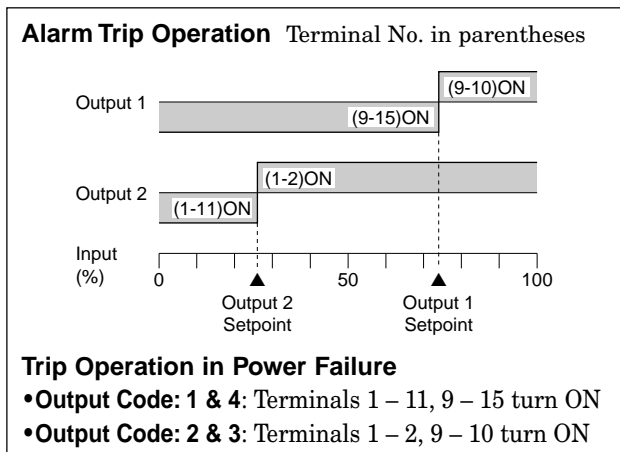 Alarm Trip Operation Terminal No. in parentheses
(9-10)ON
Output 1
(9-15)ON
(1-2)ON
Output 2
(1-11)ON
Input
(%)
0 50 100
Output 2
Setpoint
Output 1
Setpoint
Trip Operation in Power Failure
•Output Code: 1 & 4: Terminals 1 – 11, 9 – 15 turn ON
•Output Code: 2 & 3: Terminals 1 – 2, 9 – 10 turn ON